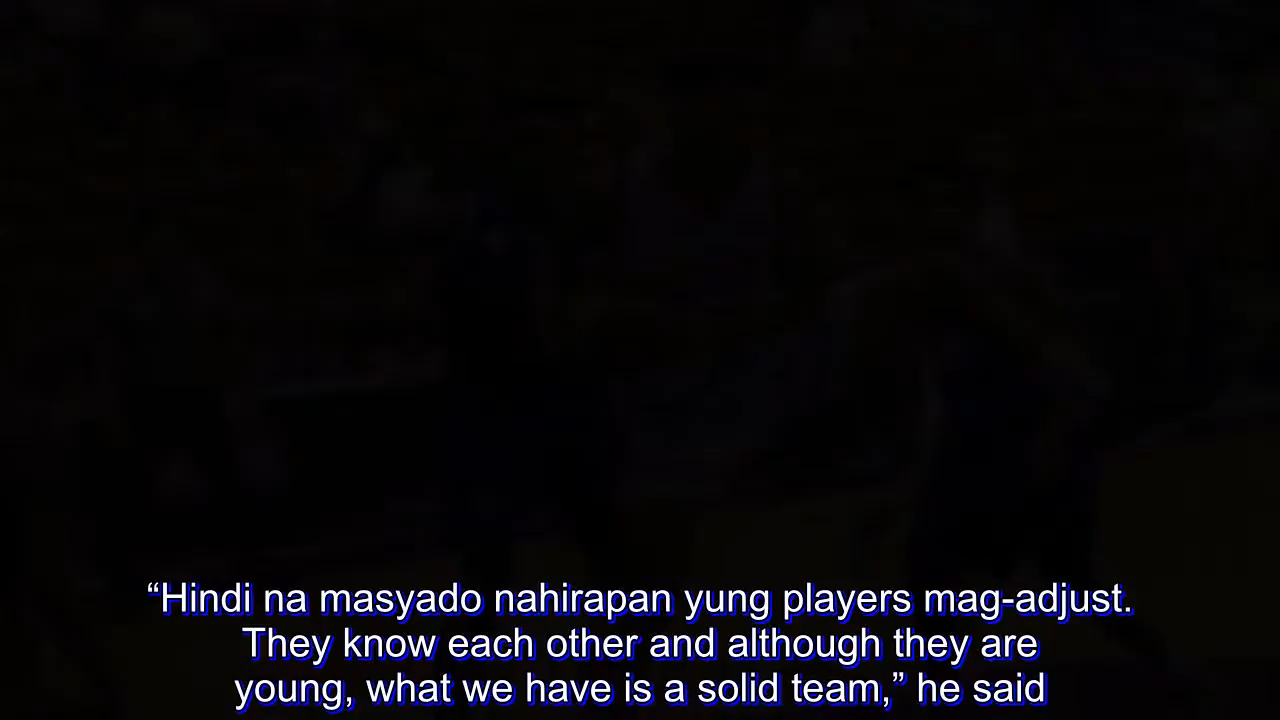 “Hindi na masyado nahirapan yung players mag-adjust.
They know each other and although they are
young, what we have is a solid team,” he said